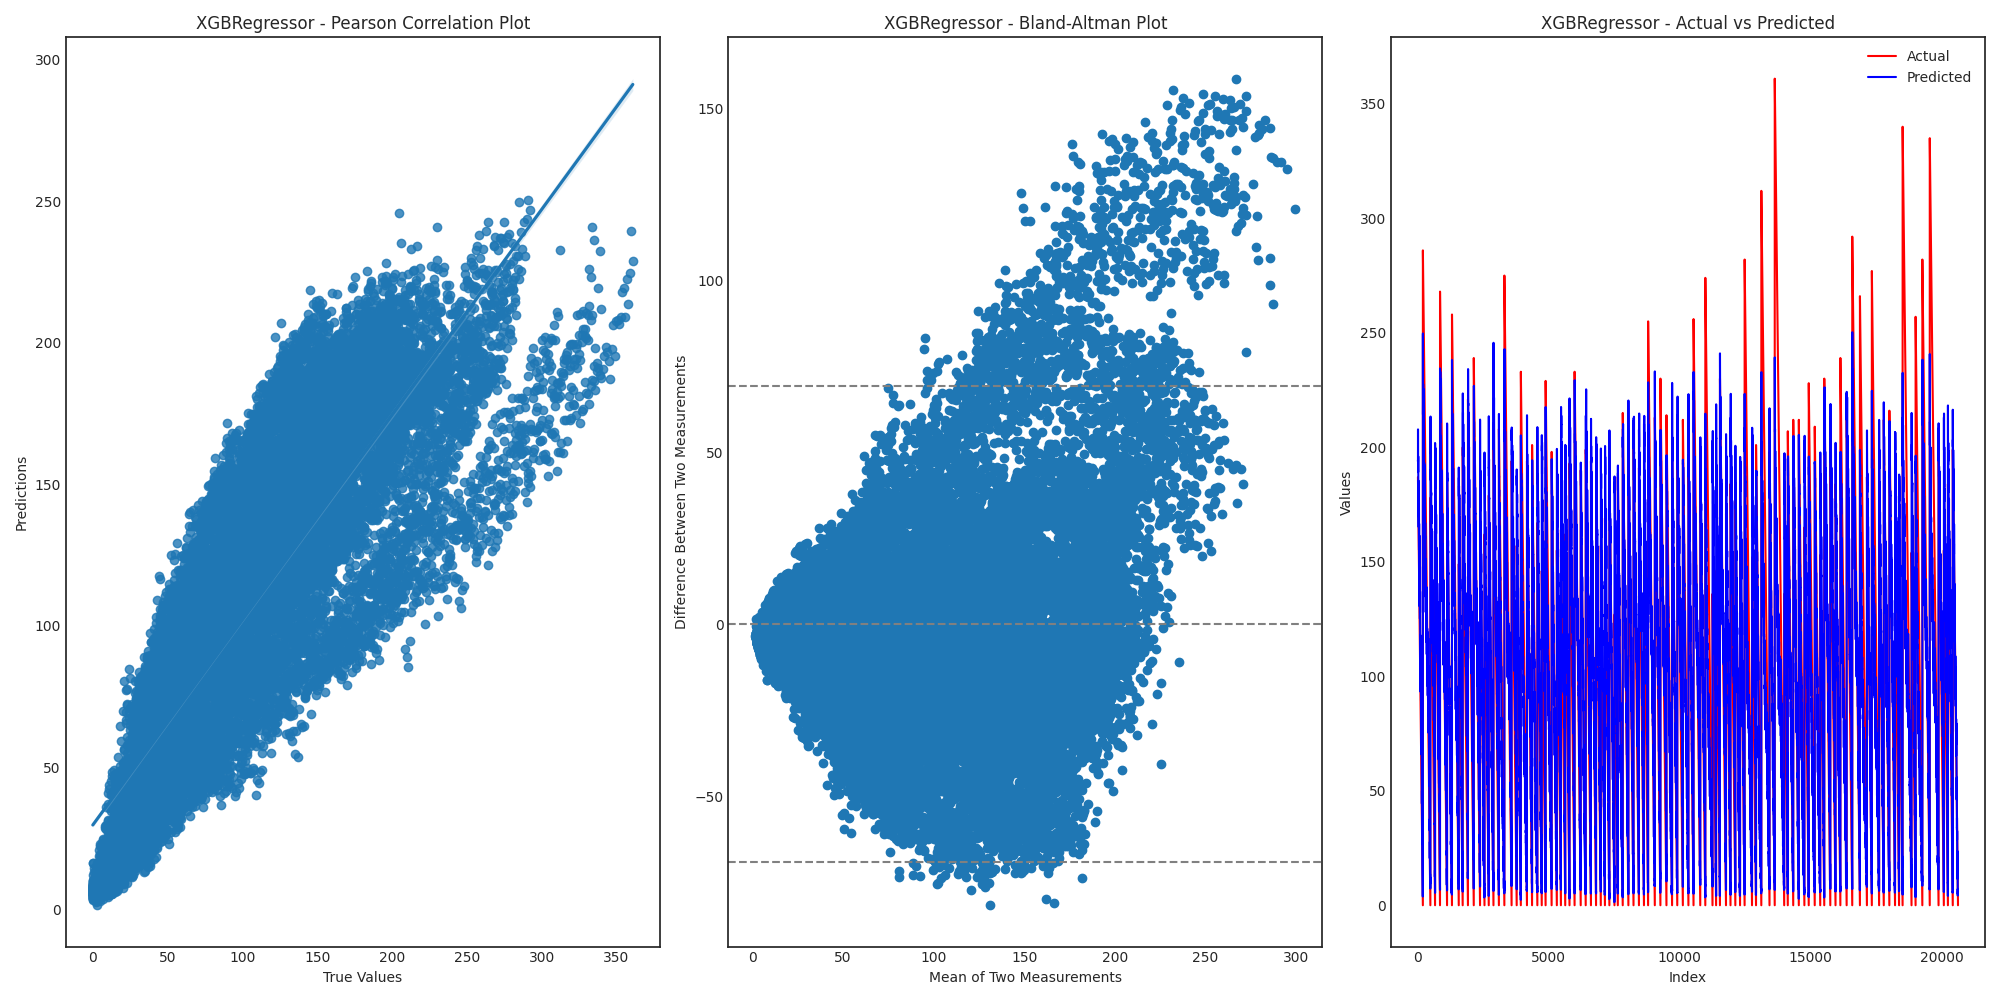 XGBRegressor - Pearson Correlation Plot
300
250
200
150
100
50
0
Predictions
0 50 100 150 200 250 300 350
True Values
XGBRegressor - Bland-Altman Plot
150
100
50
0
−50
Difference Between Two Measurements
0 50 100 150 200 250 300
Mean of Two Measurements
XGBRegressor - Actual vs Predicted
Actual
Predicted
350
300
250
200
150
100
50
0
Values
0 5000 10000 15000 20000
Index